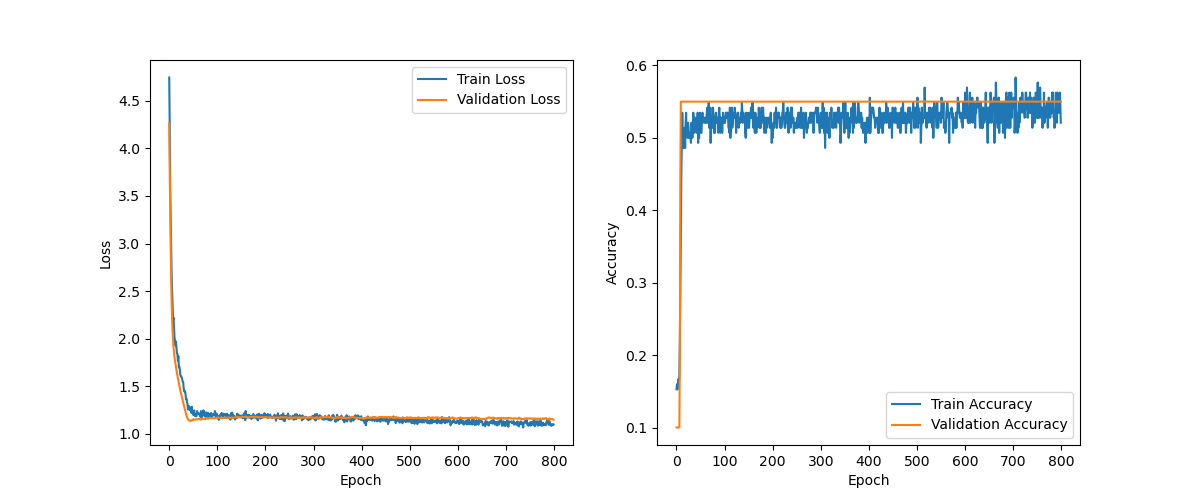 Train Loss
Validation Loss
4.5
4.0
3.5
3.0
2.5
2.0
1.5
1.0
Loss
0 100 200 300 400 500 600 700 800
Epoch
0.6
0.5
0.4
0.3
0.2
0.1
Accuracy
Train Accuracy
Validation Accuracy
0 100 200 300 400 500 600 700 800
Epoch